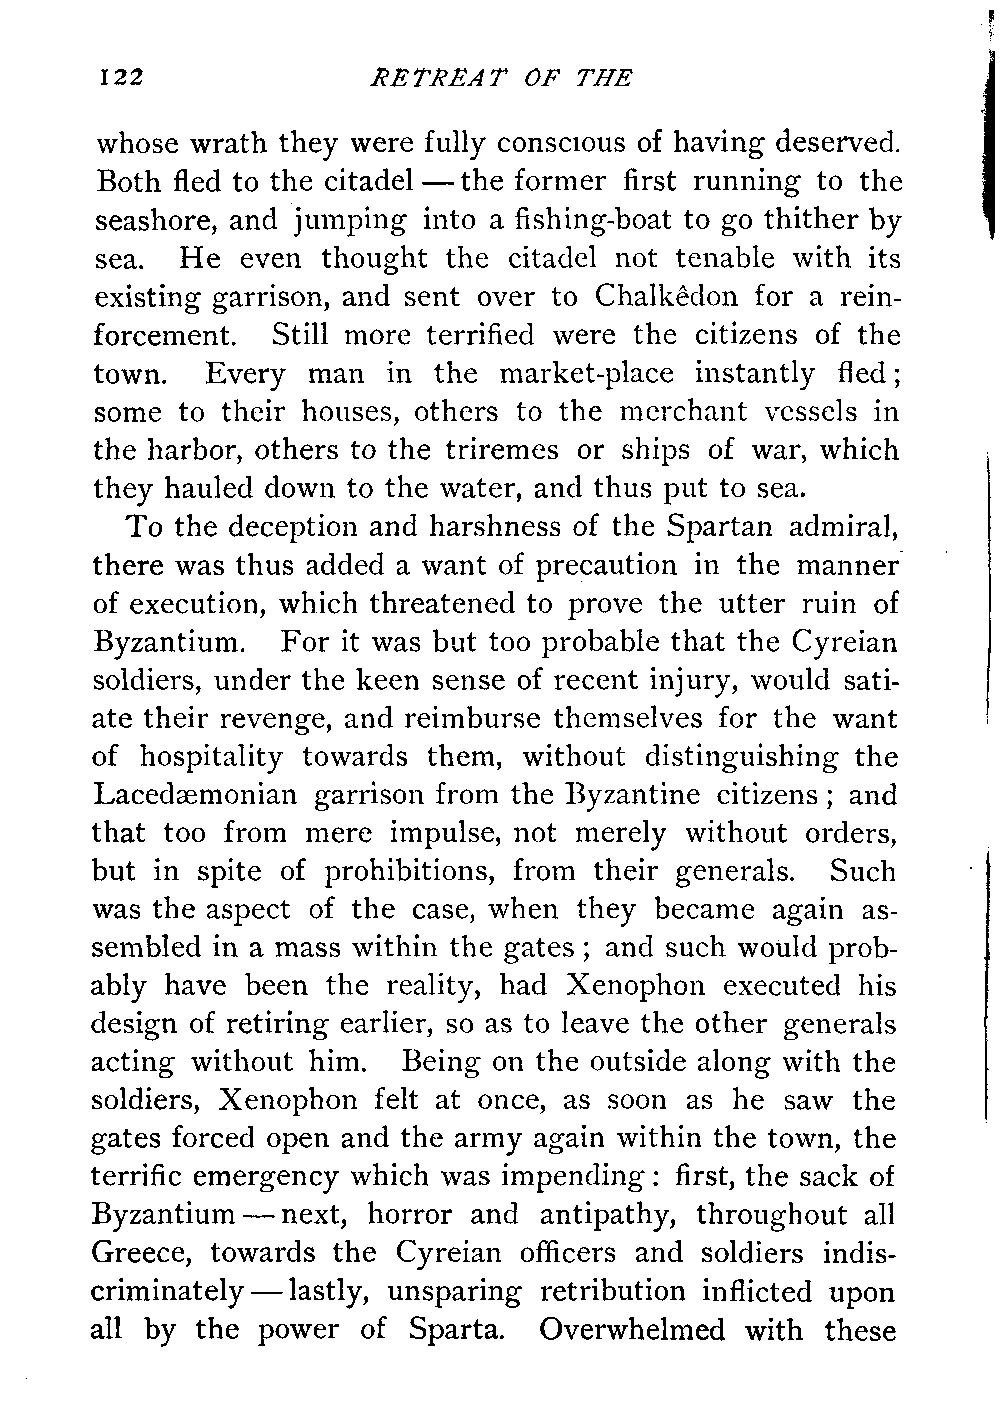 122 RETREAT OF THE
whose wrath they were fully conscious of having deserved.
Both fled to the citadel — the former first running to the
seashore, and jumping into a fishing-boat to go thither by
sea. He even thought the citadel not tenable with its
existing garrison, and sent over to Chalkêdon for a rein-
forcement. Still more terrified were the citizens of the
town. Every man in the market-place instantly fled;
some to their houses, others to the merchant vessels in
the harbor, others to the triremes or ships of war, which
they hauled down to the water, and thus put to sea.
To the deception and harshness of the Spartan admiral,
there was thus added a want of precaution in the manner
of execution, which threatened to prove the utter ruin of
Byzantium. For it was but too probable that the Cyreian
soldiers, under the keen sense of recent injury, would sati-
ate their revenge, and reimburse themselves for the want
of hospitality towards them, without distinguishing the
Lacedæmonian garrison from the Byzantine citizens; and
that too from mere impulse, not merely without orders,
but in spite of prohibitions, from their generals. Such
was the aspect of the case, when they became again as-
sembled in a mass within the gates; and such would prob-
ably have been the reality, had Xenophon executed his
design of retiring earlier, so as to leave the other generals
acting without him. Being on the outside along with the
soldiers, Xenophon felt at once, as soon as he saw the
gates forced open and the army again within the town, the
terrific emergency which was impending: first, the sack of
Byzantium — next, horror and antipathy, throughout all
Greece, towards the Cyreian officers and soldiers indis-
criminately — lastly, unsparing retribution inflicted upon
all by the power of Sparta. Overwhelmed with these